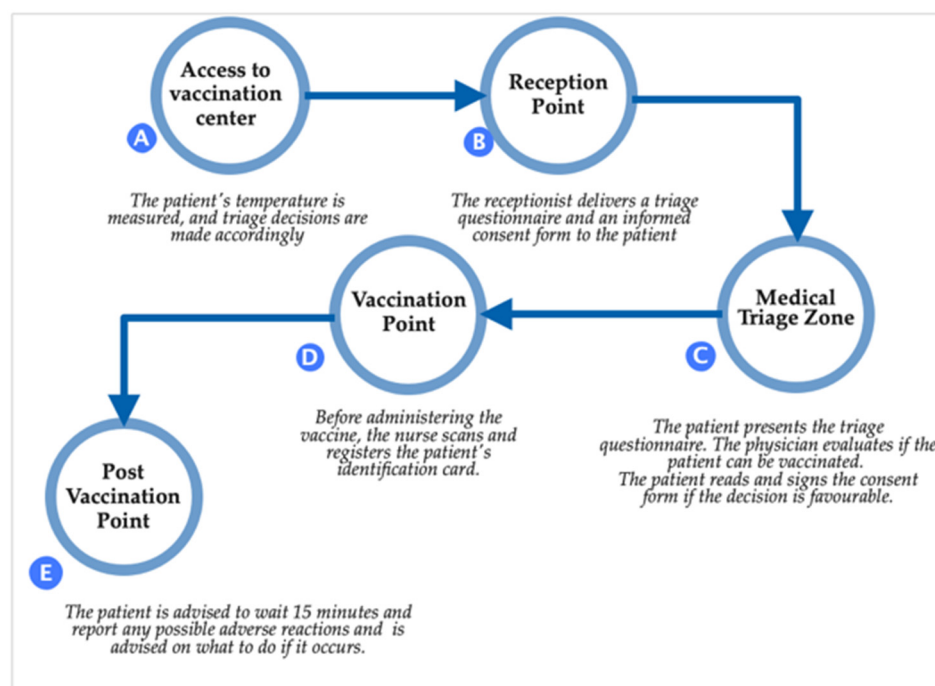 Access to
vaccination
center
A
The patient's temperature is
measured, and triage decisions are
made accordingly
Reception
Point
B
The receptionist delivers a triage
questionnaire and an informed
consent form to the patient
Medical
Triage Zone
C
The patient presents the triage
questionnaire. The physician evaluates if the
patient can be vaccinated.
The patient reads and signs the consent
form if the decision is favourable.
Vaccination
Point
D
Before administering the
vaccine, the nurse scans and
registers the patient's
identification card.
Post
Vaccination
Point
E
The patient is advised to wait 15 minutes and
report any possible adverse reactions and is
advised on what to do if it occurs.